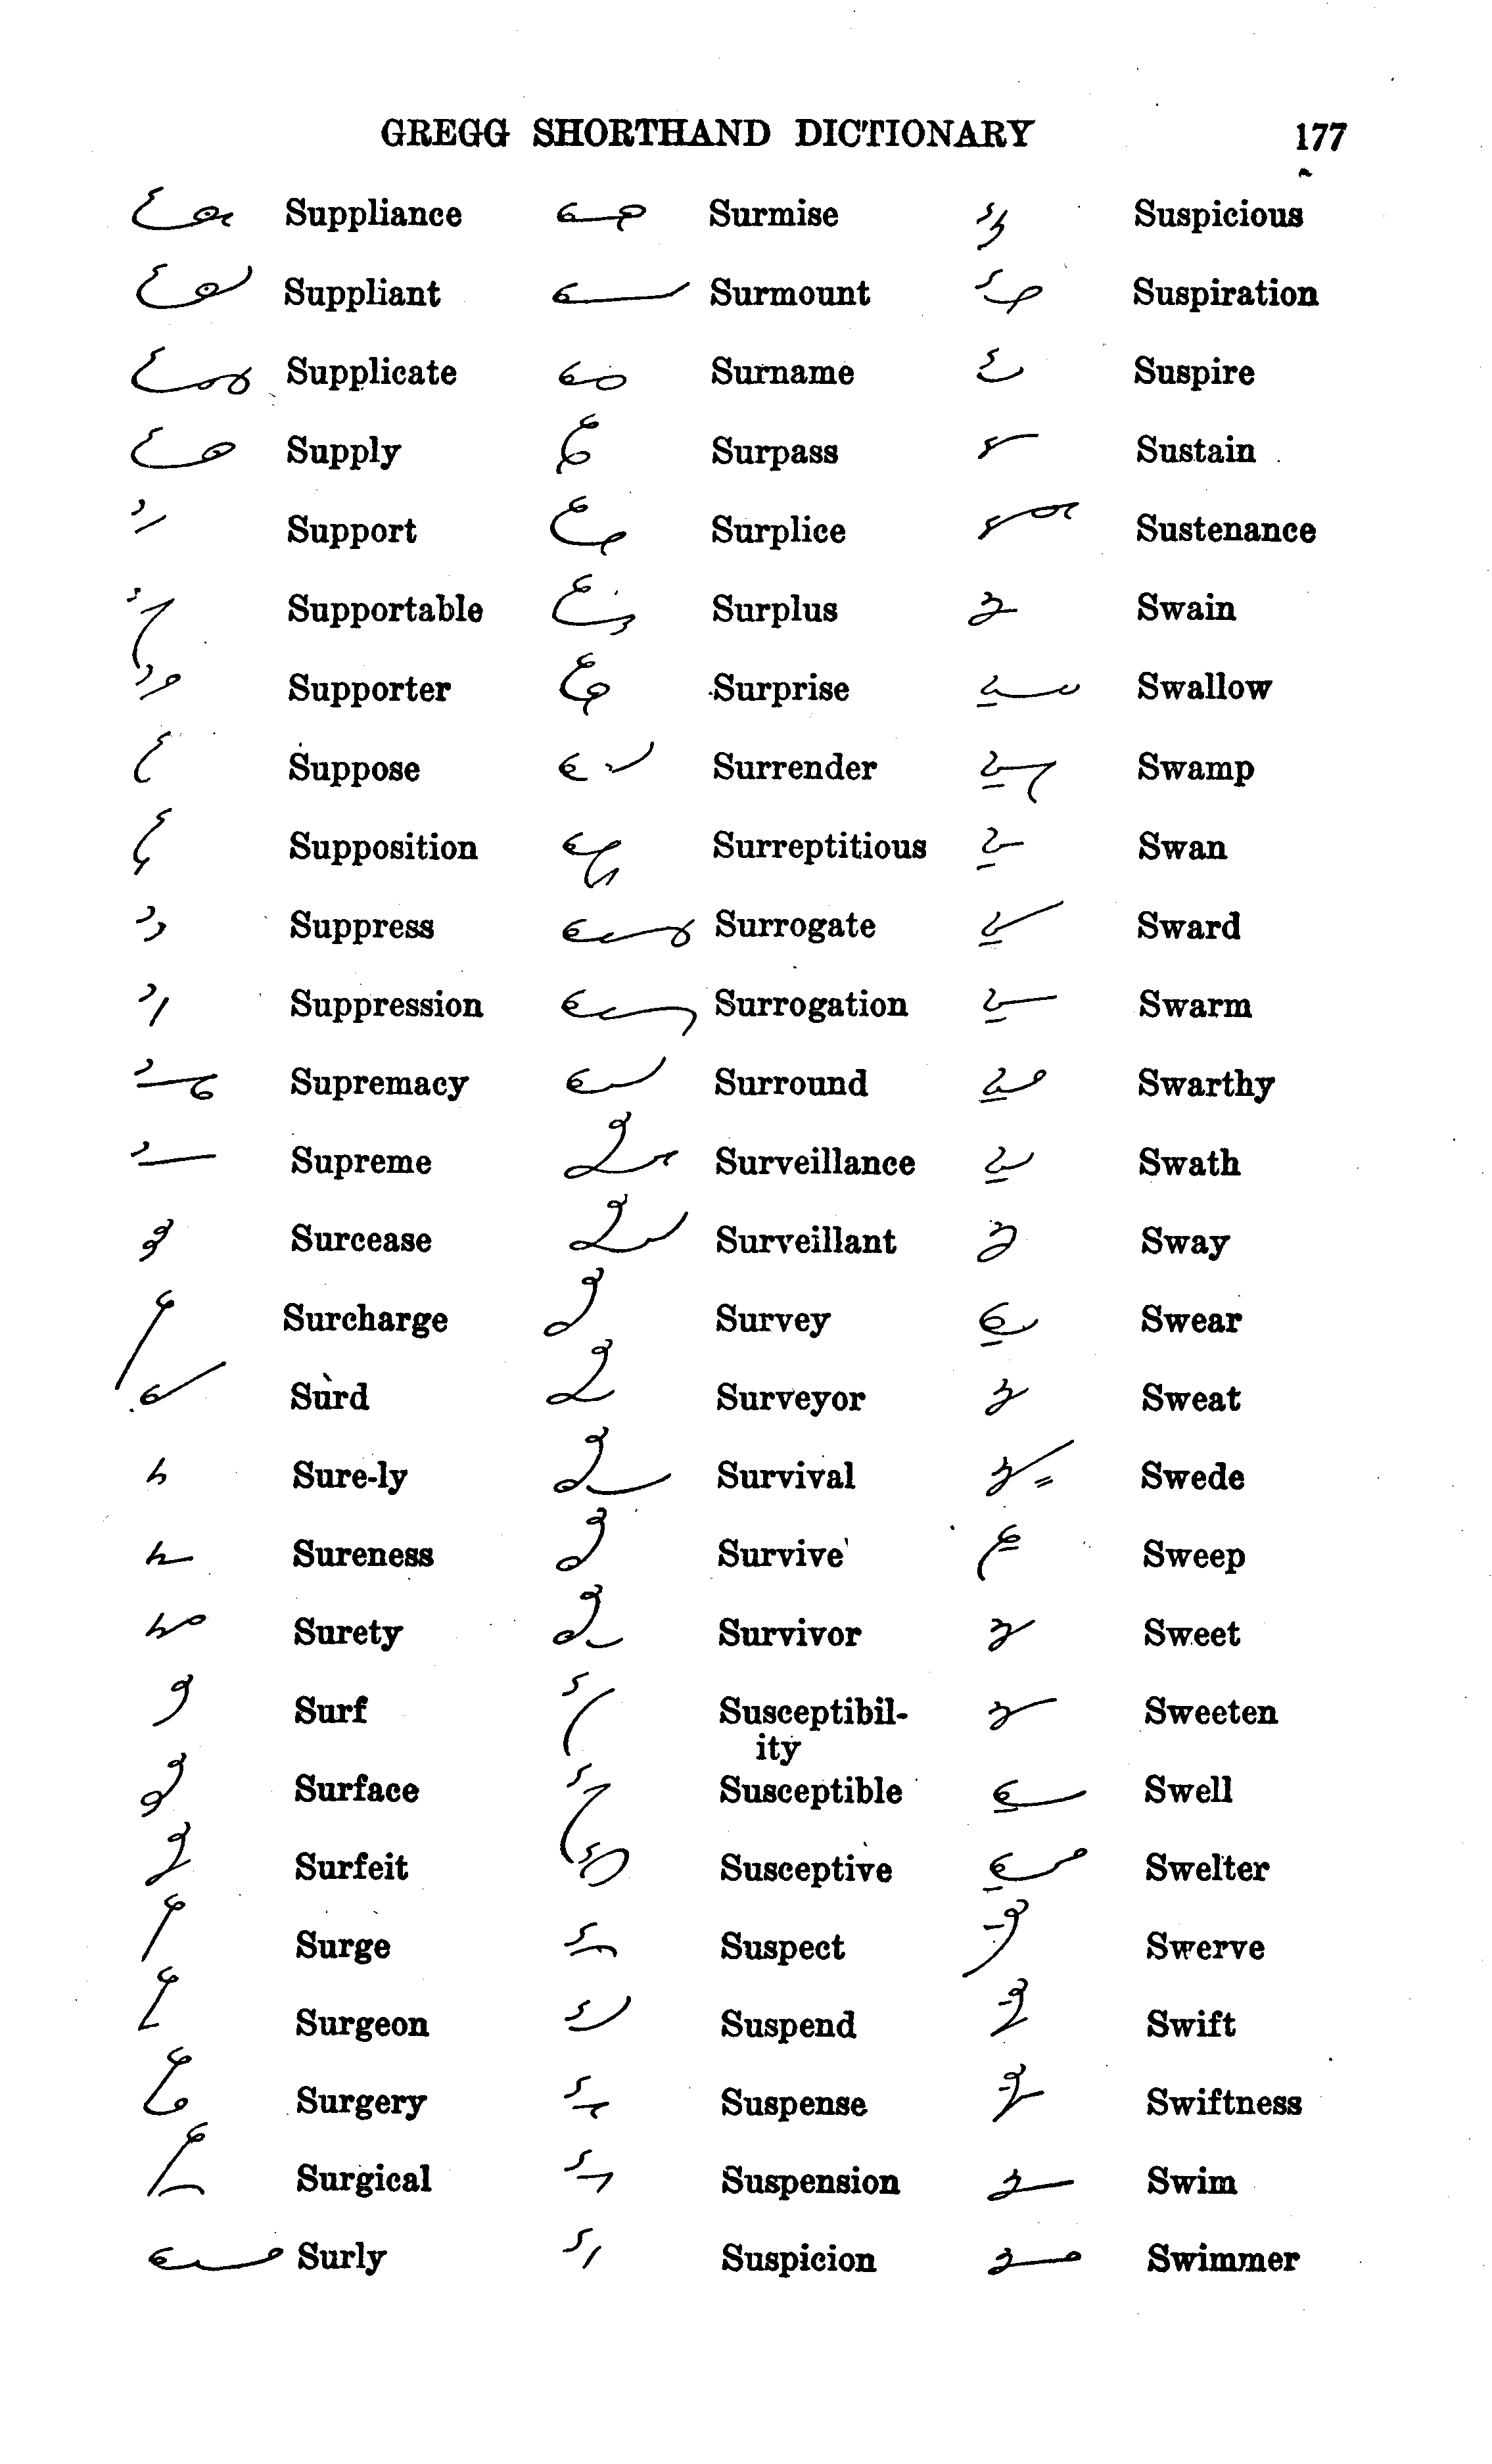 GREGG SHORTHAND DICTIONARY 177
Suppliance
Suppliant
Supplicate
Supply
Support
Supportable
Supporter
Suppose
Supposition
Suppress
Suppression
Supremacy
Supreme
Surcease
Surcharge
Surd
Sure-ly
Sureness
Surety
Surf
Surface
Surfeit
Surge
Surgeon
Surgery
Surgical
Surly
Surmise
Surmount
Surname
Surpass
Surplice
Surplus
Surprise
Surrender
Surreptitious
Surrogate
Surrogation
Surround
Surveillance
Surveillant
Survey
Surveyor
Survival
Survive
Survivor
Susceptibil-
ity
Susceptible
Susceptive
Suspect
Suspend
Suspense
Suspension
Suspicion
Suspicious
Suspiration
Suspire
Sustain
Sustenance
Swain
Swallow
Swamp
Swan
Sward
Swarm
Swarthy
Swath
Sway
Swear
Sweat
Swede
Sweep
Sweet
Sweeten
Swell
Swelter
Swerve
Swift
Swiftness
Swim
Swimmer